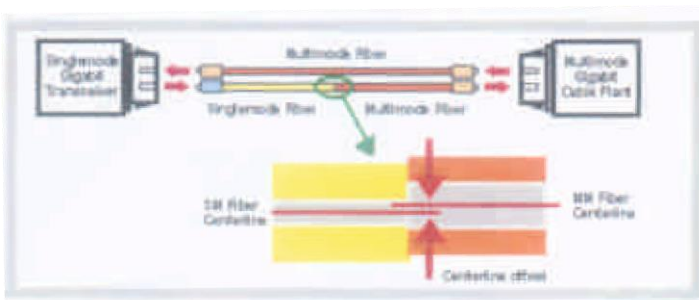 Singlemode
Gigabit
Transceiver
Multimode Fiber
Multimode
Gigabit
Cable Plant
Singlemode Fiber
Multimode Fiber
SM Fiber
Centerline
MM Fiber
Centerline
Centerline offset